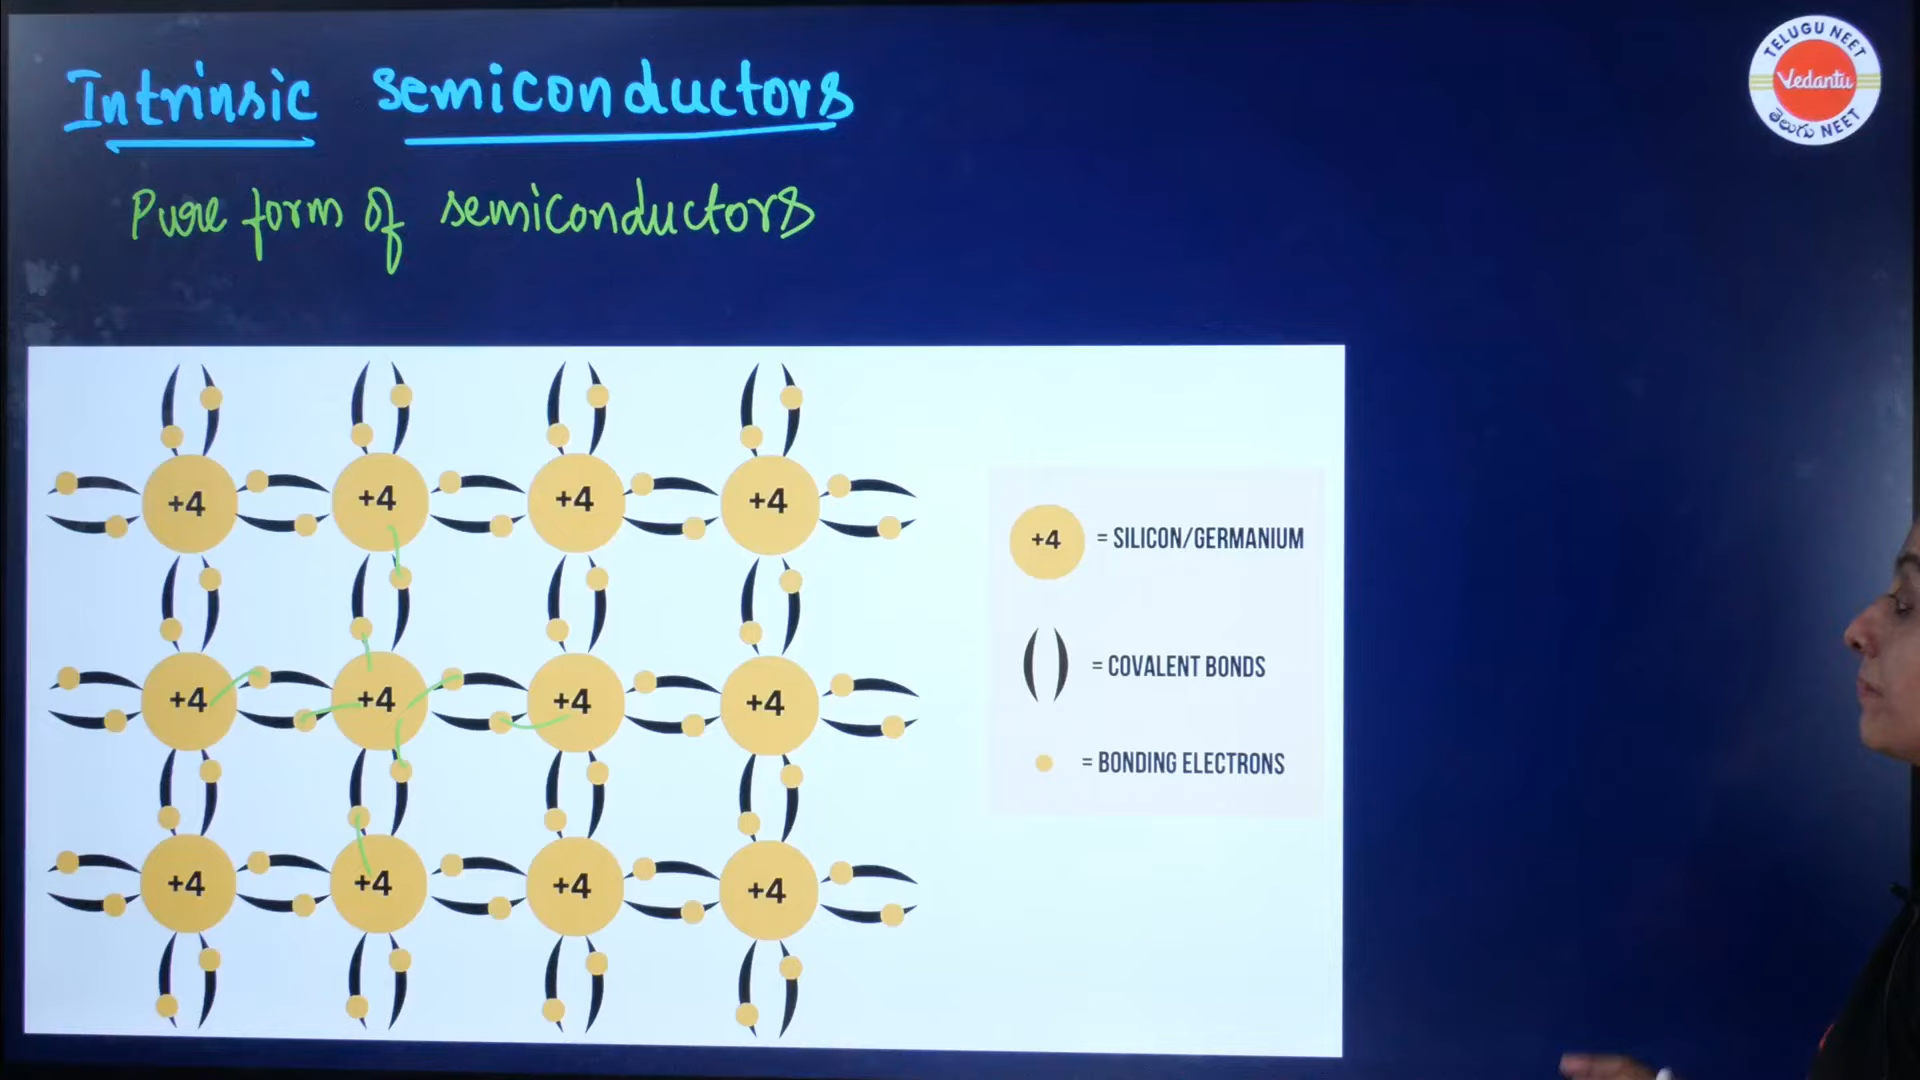 Intrinsic semiconductors
Pure form of semiconductors
TELUGU NEET
Vedantu
తెలుగు NEET
+4 +4 +4 +4
+4 +4 +4 +4
+4 +4 +4 +4
+4 = SILICON/GERMANIUM
= COVALENT BONDS
= BONDING ELECTRONS